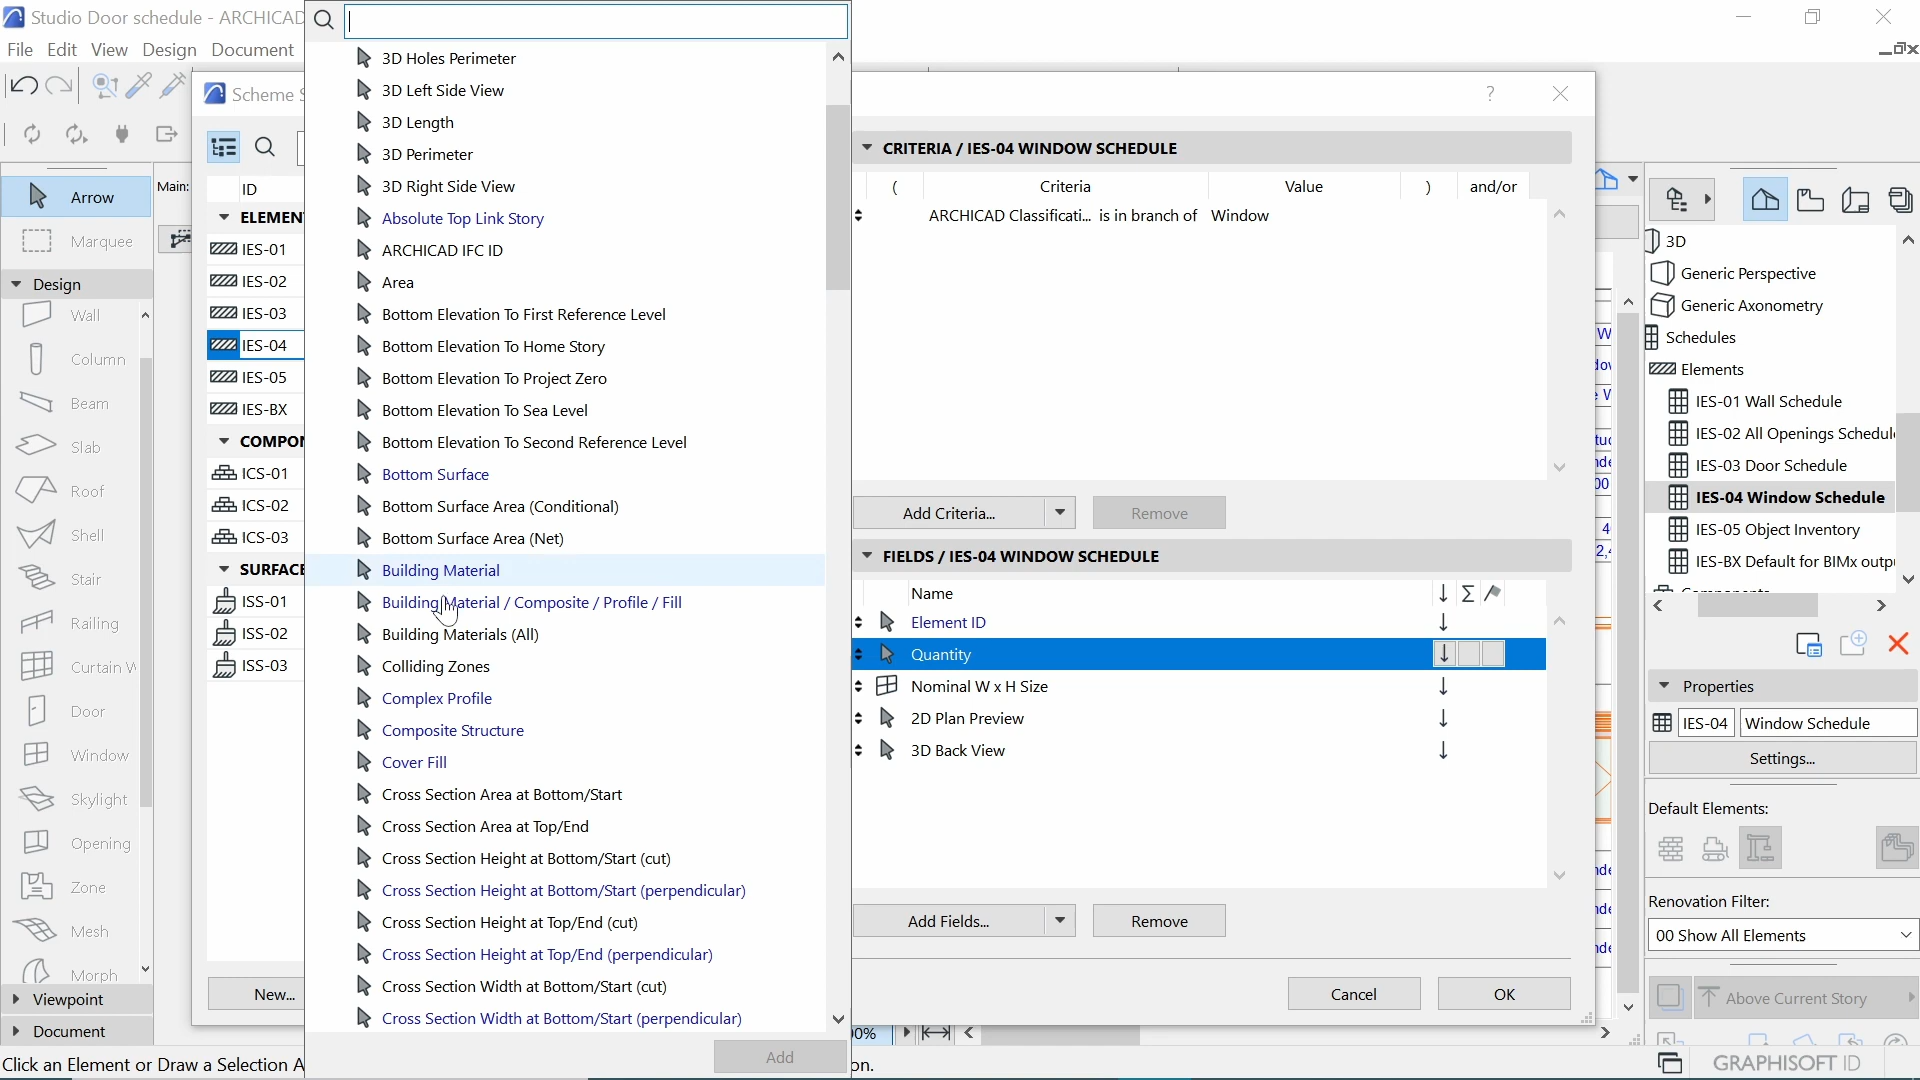 Studio Door schedule - ARCHICAD
File Edit View Design Document
Scheme S
?
Main:
Arrow
Marquee
Design
Wall
Column
Beam
Slab
Roof
Shell
Stair
Railing
Curtain W
Door
Window
Skylight
Opening
Zone
Mesh
Morph
Viewpoint
Document
ID
ELEMEN
IES-01
IES-02
IES-03
IES-04
IES-05
IES-BX
COMPON
ICS-01
ICS-02
ICS-03
SURFACE
ISS-01
ISS-02
ISS-03
New...
3D Holes Perimeter
3D Left Side View
3D Length
3D Perimeter
3D Right Side View
Absolute Top Link Story
ARCHICAD IFC ID
Area
Bottom Elevation To First Reference Level
Bottom Elevation To Home Story
Bottom Elevation To Project Zero
Bottom Elevation To Sea Level
Bottom Elevation To Second Reference Level
Bottom Surface
Bottom Surface Area (Conditional)
Bottom Surface Area (Net)
Building Material
Building Material / Composite / Profile / Fill
Building Materials (All)
Colliding Zones
Complex Profile
Composite Structure
Cover Fill
Cross Section Area at Bottom/Start
Cross Section Area at Top/End
Cross Section Height at Bottom/Start (cut)
Cross Section Height at Bottom/Start (perpendicular)
Cross Section Height at Top/End (cut)
Cross Section Height at Top/End (perpendicular)
Cross Section Width at Bottom/Start (cut)
Cross Section Width at Bottom/Start (perpendicular)
Add
CRITERIA / IES-04 WINDOW SCHEDULE
( Criteria Value ) and/or
ARCHICAD Classificati... is in branch of Window
Add Criteria... Remove
FIELDS / IES-04 WINDOW SCHEDULE
Name
Element ID
Quantity
Nominal W x H Size
2D Plan Preview
3D Back View
Add Fields... Remove
Cancel OK
3D
Generic Perspective
Generic Axonometry
Schedules
Elements
IES-01 Wall Schedule
IES-02 All Openings Schedul
IES-03 Door Schedule
IES-04 Window Schedule
IES-05 Object Inventory
IES-BX Default for BIMx outp
Properties
IES-04 Window Schedule
Settings...
Default Elements:
Renovation Filter:
00 Show All Elements
Above Current Story
Click an Element or Draw a Selection A
on.
GRAPHISOFT ID